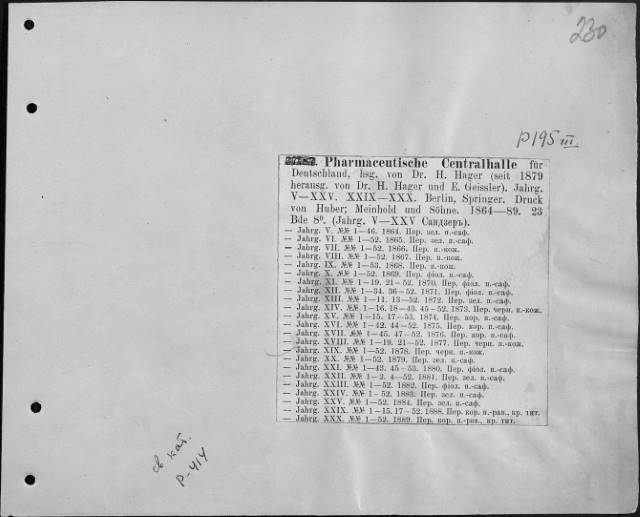 230
P195 III
Pharmaceutische Centralhalle für
Deutschland, hsg. von Dr. H. Hager (seit 1879
herausg. von Dr. H. Hager und E. Geissler). Jahrg.
V—XXV. XXIX—XXX. Berlin, Springer. Druck
von Huber; Meinhold und Söhne. 1864—89. 23
Bde 8⁰. (Jahrg. V—XXV Сандзеръ).
— Jahrg. V. №№ 1—46. 1864. Пер. зел. п.-саф.
— Jahrg. VI. №№ 1—52. 1865. Пер. зел. п.-саф.
— Jahrg. VII. №№ 1—52. 1866. Пер. п.-кож.
— Jahrg. VIII. №№ 1—52. 1867. Пер. п.-кож.
— Jahrg. IX. №№ 1—53. 1868. Пер. п.-кож.
— Jahrg. X. №№ 1—52. 1869. Пер. фіол. п.-саф.
— Jahrg. XI. №№ 1—19. 21—52. 1870. Пер. фіол. п.-саф.
— Jahrg. XII. №№ 1—34. 36—52. 1871. Пер. фіол. п.-саф.
— Jahrg. XIII. №№ 1—11. 13—52. 1872. Пер. зел. п.-саф.
— Jahrg. XIV. №№ 1—16. 18—43. 45—52. 1873. Пер. черн. п.-кож.
— Jahrg. XV. №№ 1—15. 17—53. 1874. Пер. кор. п.-саф.
— Jahrg. XVI. №№ 1—42. 44—52. 1875. Пер. кор. п.-саф.
— Jahrg. XVII. №№ 1—45. 47—52. 1876. Пер. кор. п.-саф.
— Jahrg. XVIII. №№ 1—19. 21—52. 1877. Пер. черн. п.-кож.
— Jahrg. XIX. №№ 1—52. 1878. Пер. черн. п.-кож.
— Jahrg. XX. №№ 1—52. 1879. Пер. зел. п.-саф.
— Jahrg. XXI. №№ 1—43. 45—53. 1880. Пер. фіол. п.-саф.
— Jahrg. XXII. №№ 1—2. 4—52. 1881. Пер. зел. п.-саф.
— Jahrg. XXIII. №№ 1—52. 1882. Пер. фіол. п.-саф.
— Jahrg. XXIV. №№ 1—52. 1883. Пер. зел. п.-саф.
— Jahrg. XXV. №№ 1—52. 1884. Пер. зел. п.-саф.
— Jahrg. XXIX. №№ 1—15. 17—52. 1888. Пер. кор. п.-рав., кр. тит.
— Jahrg. XXX. №№ 1—52. 1889. Пер. кор. п.-рав., кр. тит.
св кат.
P-414